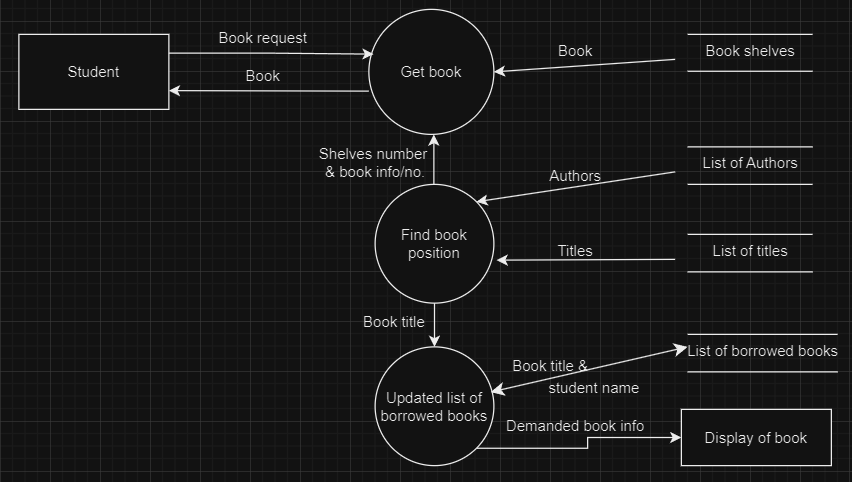 Student
Book request
Book
Get book
Book
Book shelves
Shelves number
& book info/no.
Authors
List of Authors
Find book
position
Titles
List of titles
Book title
Book title &
student name
List of borrowed books
Updated list of
borrowed books
Demanded book info
Display of book